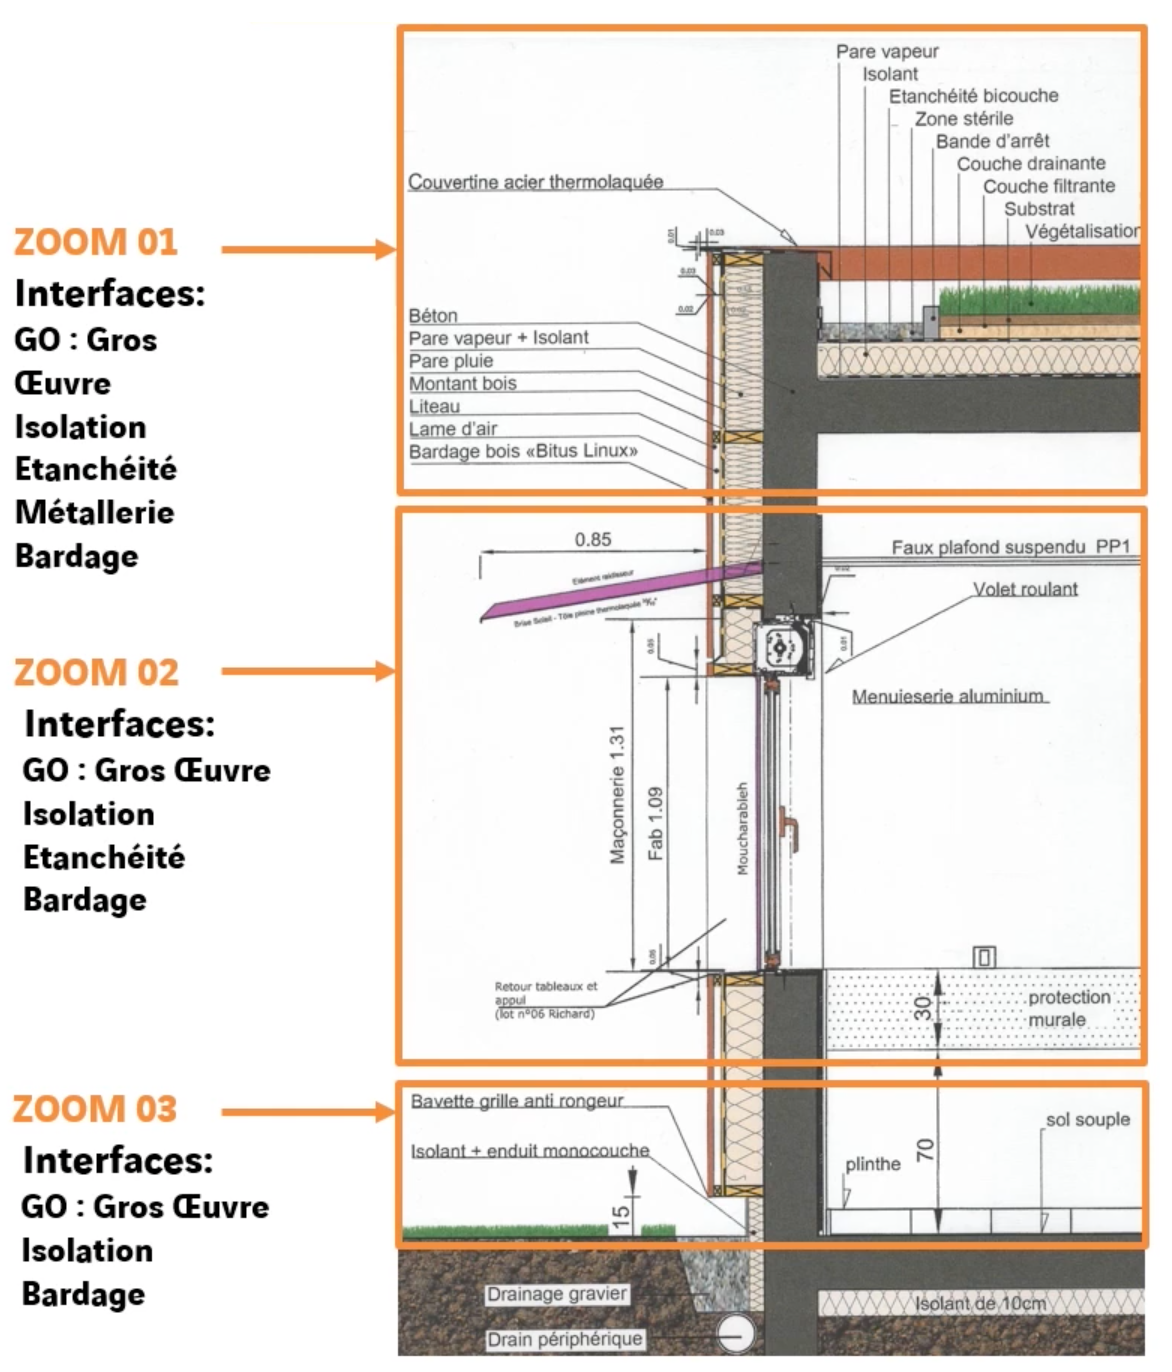 ZOOM 01
Interfaces:
GO : Gros
Œuvre
Isolation
Etanchéité
Métallerie
Bardage
Pare vapeur
Isolant
Etanchéité bicouche
Zone stérile
Bande d'arrêt
Couche drainante
Couche filtrante
Substrat
Végétalisation
Couvertine acier thermolaquée
0.01
0.03
0.03
0.02
Béton
Pare vapeur + Isolant
Pare pluie
Montant bois
Liteau
Lame d'air
Bardage bois «Bitus Linux»
ZOOM 02
Interfaces:
GO : Gros Œuvre
Isolation
Etanchéité
Bardage
0.85
Elément raidisseur
Brise Soleil - Tôle pleine thermolaquée
Faux plafond suspendu PP1
Volet roulant
0.01
0.05
Menuieserie aluminium
Maçonnerie 1.31
Fab 1.09
Moucharabieh
0.05
Retour tableaux et
appui
(lot n°06 Richard)
30
protection
murale
ZOOM 03
Interfaces:
GO : Gros Œuvre
Isolation
Bardage
Bavette grille anti rongeur
Isolant + enduit monocouche
15
70
sol souple
plinthe
Drainage gravier
Isolant de 10cm
Drain périphérique